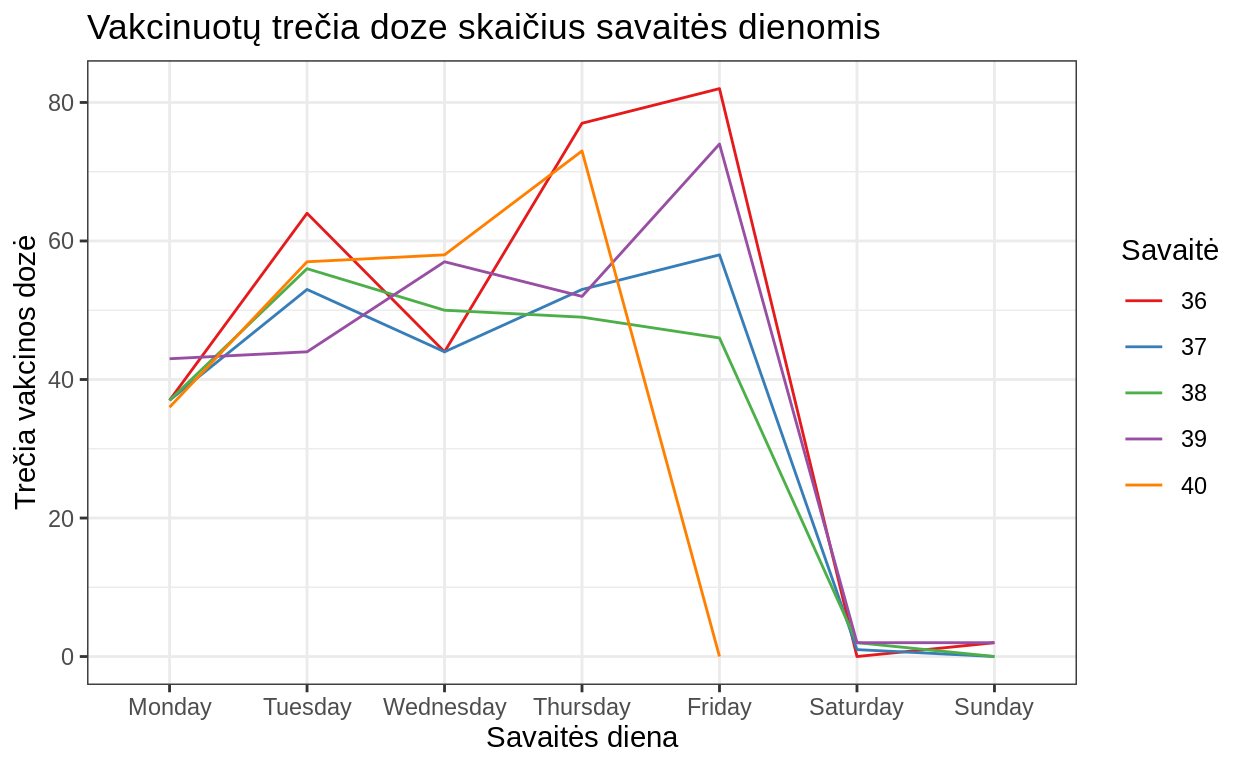 Vakcinuotų trečia doze skaičius savaitės dienomis
Trečia vakcinos dozė
80
60
40
20
0
Monday Tuesday Wednesday Thursday Friday Saturday Sunday
Savaitės diena
Savaitė
36
37
38
39
40